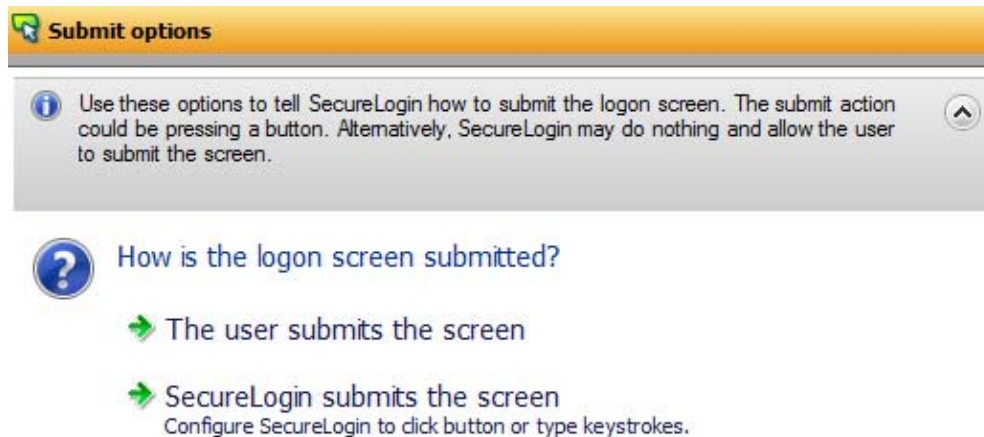 Submit options
Use these options to tell SecureLogin how to submit the logon screen. The submit action
could be pressing a button. Alternatively, SecureLogin may do nothing and allow the user
to submit the screen.
How is the logon screen submitted?
The user submits the screen
SecureLogin submits the screen
Configure SecureLogin to click button or type keystrokes.